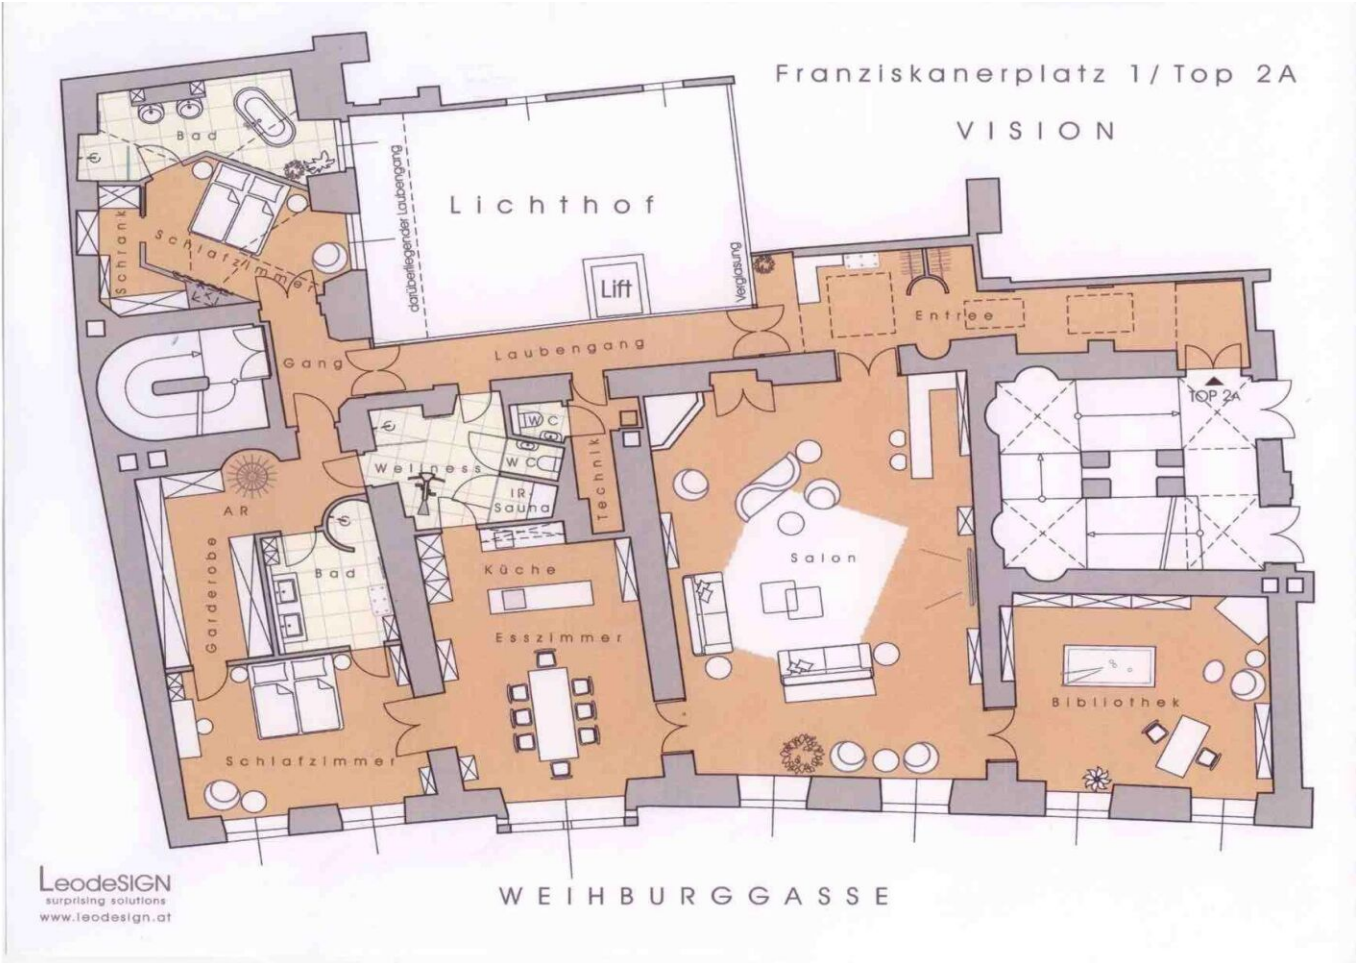 Franziskanerplatz 1/ Top 2A
VISION
Bad
Lichthof
darüberliegender Laubengang
Verglasung
Lift
Schrank
Schlafzimmer
Entree
Laubengang
Gang
TOP 2A
WC
Wellness
WC
Technik
IR-
Sauna
AR
Salon
Garderobe
Bad
Küche
Esszimmer
Bibliothek
Schlafzimmer
LeodeSIGN
surprising solutions
www.leodesign.at
WEIHBURGGASSE